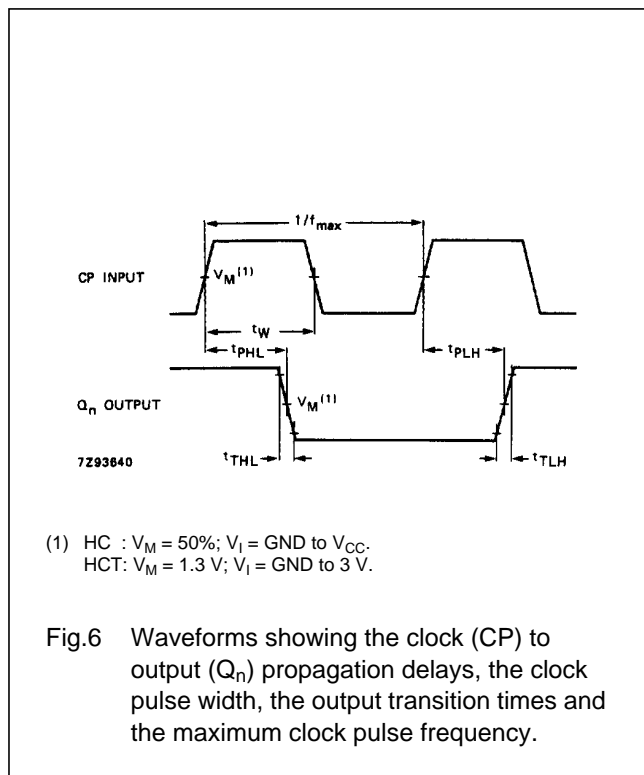 1/fmax
CP INPUT
VM(1)
tW
tPHL
tPLH
Qn OUTPUT
VM(1)
7Z93640
tTHL
tTLH
(1) HC : VM = 50%; VI = GND to VCC.
HCT: VM = 1.3 V; VI = GND to 3 V.
Fig.6 Waveforms showing the clock (CP) to
output (Qn) propagation delays, the clock
pulse width, the output transition times and
the maximum clock pulse frequency.